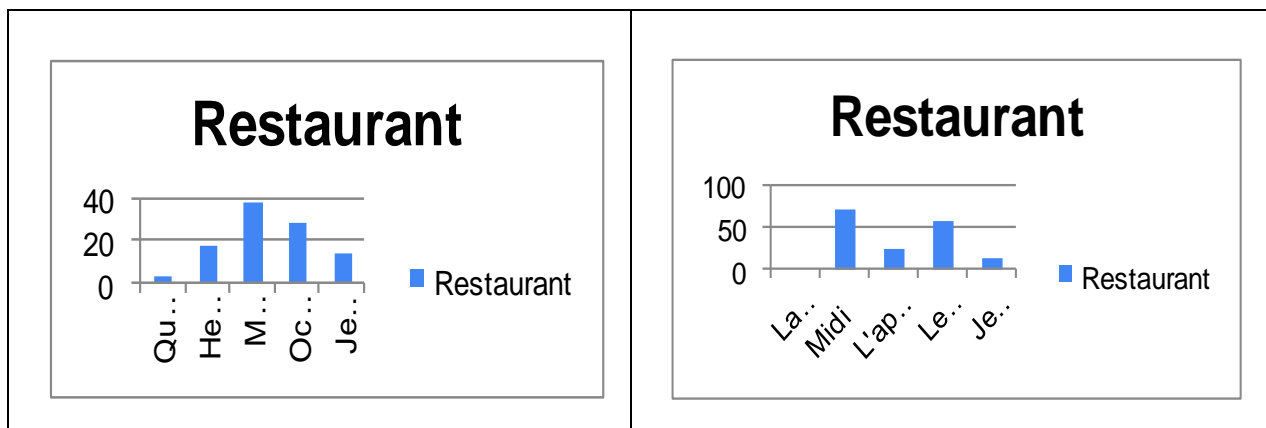 Restaurant
40
20
0
Qu..
He..
M..
Oc..
Je..
Restaurant
Restaurant
100
50
0
La..
Midi
L'ap..
Le..
Je..
Restaurant